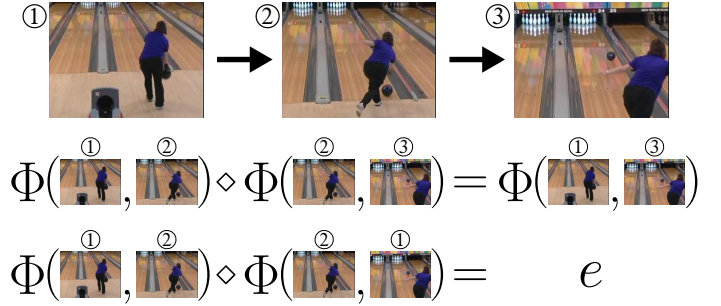 ① ② ③
① ② ② ③ ① ③
Φ( , ) ⋄ Φ( , ) = Φ( , )
① ② ② ①
Φ( , ) ⋄ Φ( , ) = e